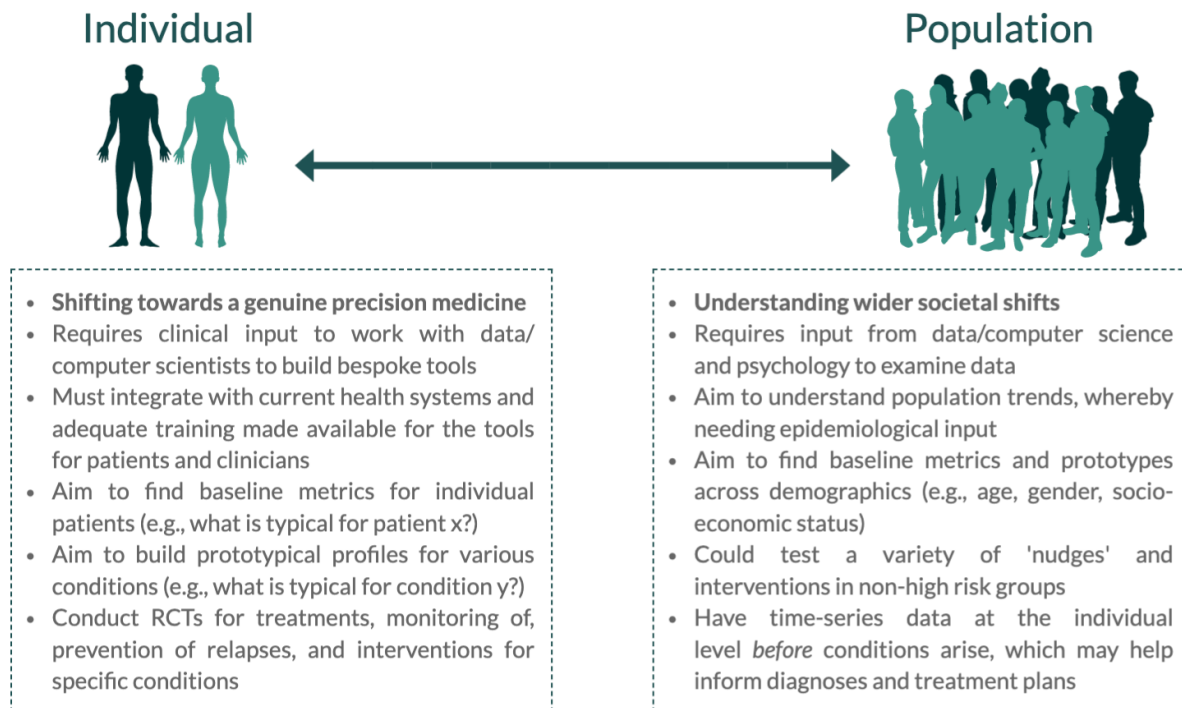 Individual
Population
• Shifting towards a genuine precision medicine
• Requires clinical input to work with data/
computer scientists to build bespoke tools
• Must integrate with current health systems and
adequate training made available for the tools
for patients and clinicians
• Aim to find baseline metrics for individual
patients (e.g., what is typical for patient x?)
• Aim to build prototypical profiles for various
conditions (e.g., what is typical for condition y?)
• Conduct RCTs for treatments, monitoring of,
prevention of relapses, and interventions for
specific conditions
• Understanding wider societal shifts
• Requires input from data/computer science
and psychology to examine data
• Aim to understand population trends, whereby
needing epidemiological input
• Aim to find baseline metrics and prototypes
across demographics (e.g., age, gender, socio-
economic status)
• Could test a variety of 'nudges' and
interventions in non-high risk groups
• Have time-series data at the individual
level before conditions arise, which may help
inform diagnoses and treatment plans